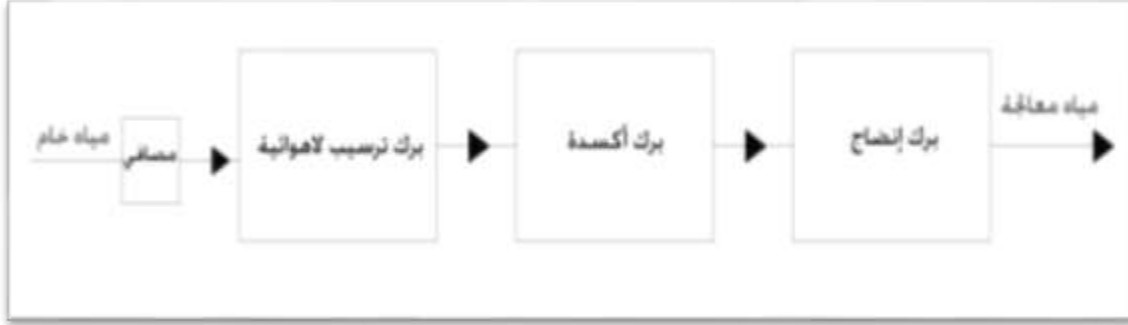 مياه خام
مصافي
برك ترسيب لاهوائية
برك أكسدة
برك إنضاج
مياه معالجة